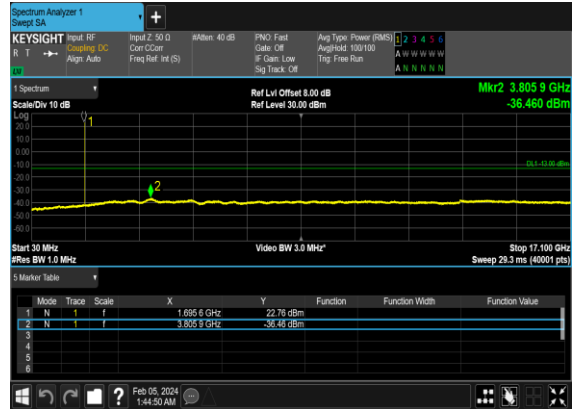 Spectrum Analyzer 1
Swept SA
+
KEYSIGHT Input: RF Input Z: 50 Ω #Atten: 40 dB PNO: Fast Avg Type: Power (RMS) 1 2 3 4 5 6
R T Coupling: DC Corr CCorr Gate: Off Avg|Hold: 100/100 A W W W W W
Align: Auto Freq Ref: Int (S) IF Gain: Low Trig: Free Run
Sig Track: Off A N N N N N
1 Spectrum Ref Lvl Offset 8.00 dB Mkr2 3.805 9 GHz
Scale/Div 10 dB Ref Level 30.00 dBm -36.460 dBm
Log
20.0
10.0
0.00
-10.0
-20.0
-30.0
-40.0
-50.0
-60.0
1
2
DL1 -13.00 dBm
Start 30 MHz Video BW 3.0 MHz* Stop 17.100 GHz
#Res BW 1.0 MHz Sweep 29.3 ms (40001 pts)
5 Marker Table
Mode Trace Scale X Y Function Function Width Function Value
1 N 1 f 1.695 6 GHz 22.76 dBm
2 N 1 f 3.805 9 GHz -36.46 dBm
3
4
5
6
? Feb 05, 2024
1:44:50 AM